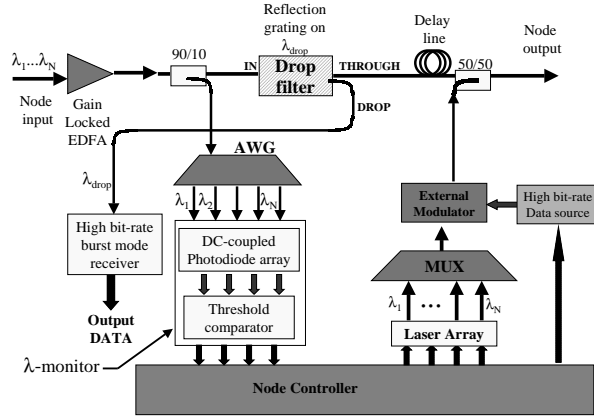 Reflection grating on
λdrop
Delay
line
Node
output
λ1...λN
90/10
IN
Drop
filter
THROUGH
50/50
Node
input
Gain
Locked
EDFA
DROP
AWG
λdrop
λ1 λ2 λN
External
Modulator
High bit-rate
Data source
High bit-rate
burst mode
receiver
DC-coupled
Photodiode array
MUX
Output
DATA
Threshold
comparator
λ1 ... λN
Laser Array
λ-monitor
Node Controller